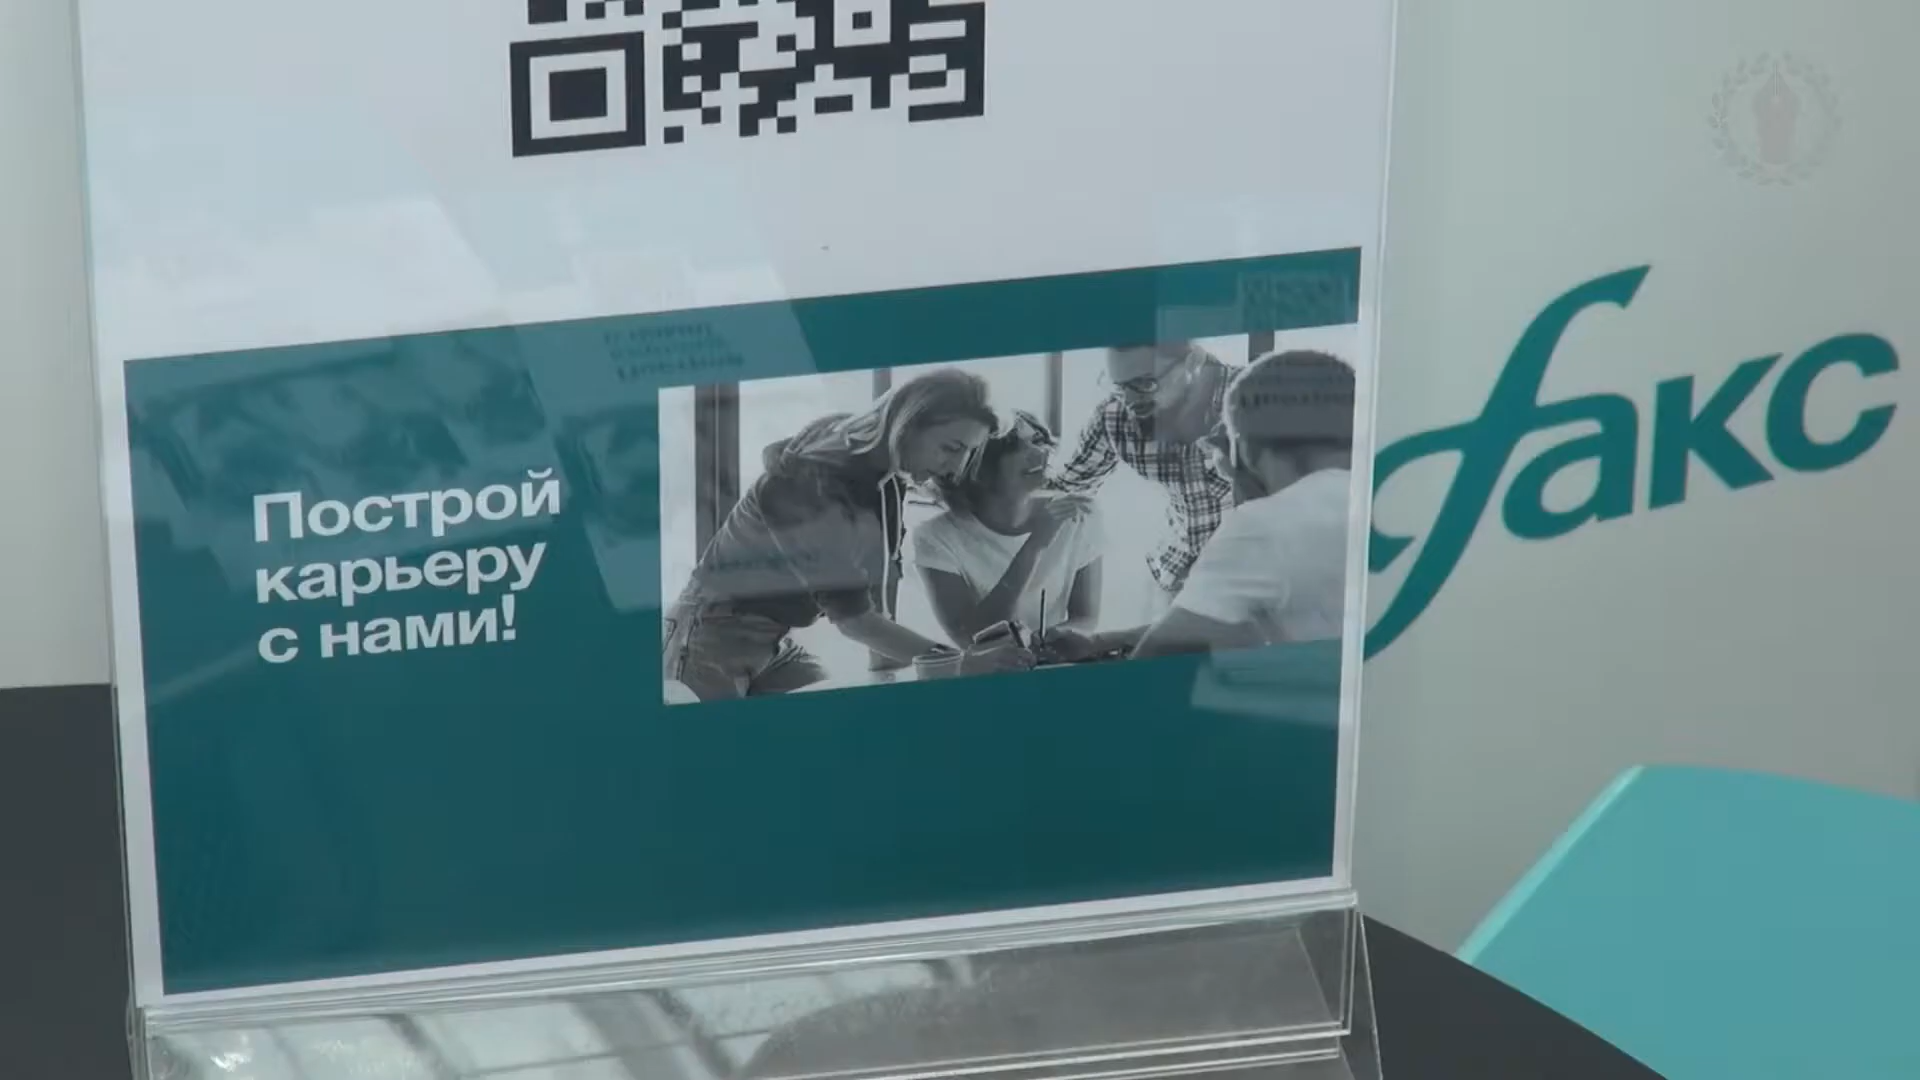 Построй
карьеру
с нами!
факс